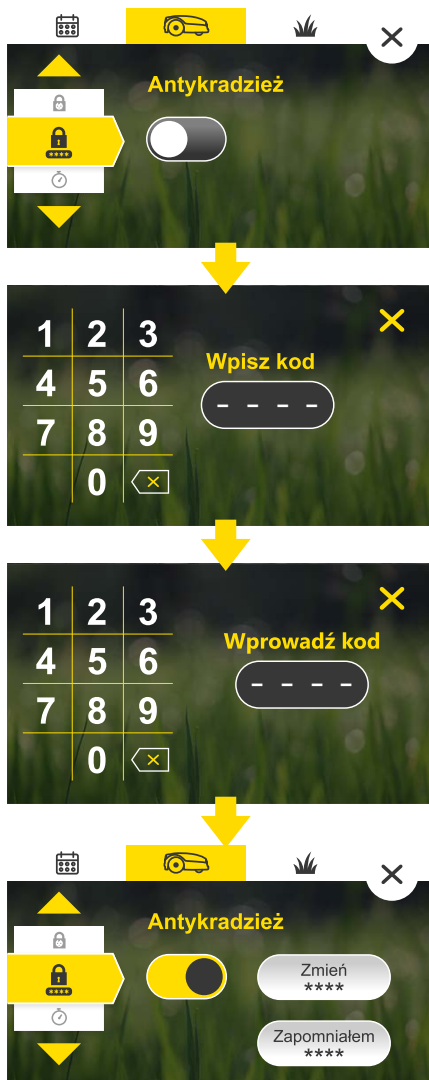 Antykradzież
****
1 2 3
Wpisz kod
4 5 6
_ _ _ _
7 8 9
0
1 2 3
Wprowadź kod
4 5 6
_ _ _ _
7 8 9
0
Antykradzież
Zmień
****
****
Zapomniałem
****